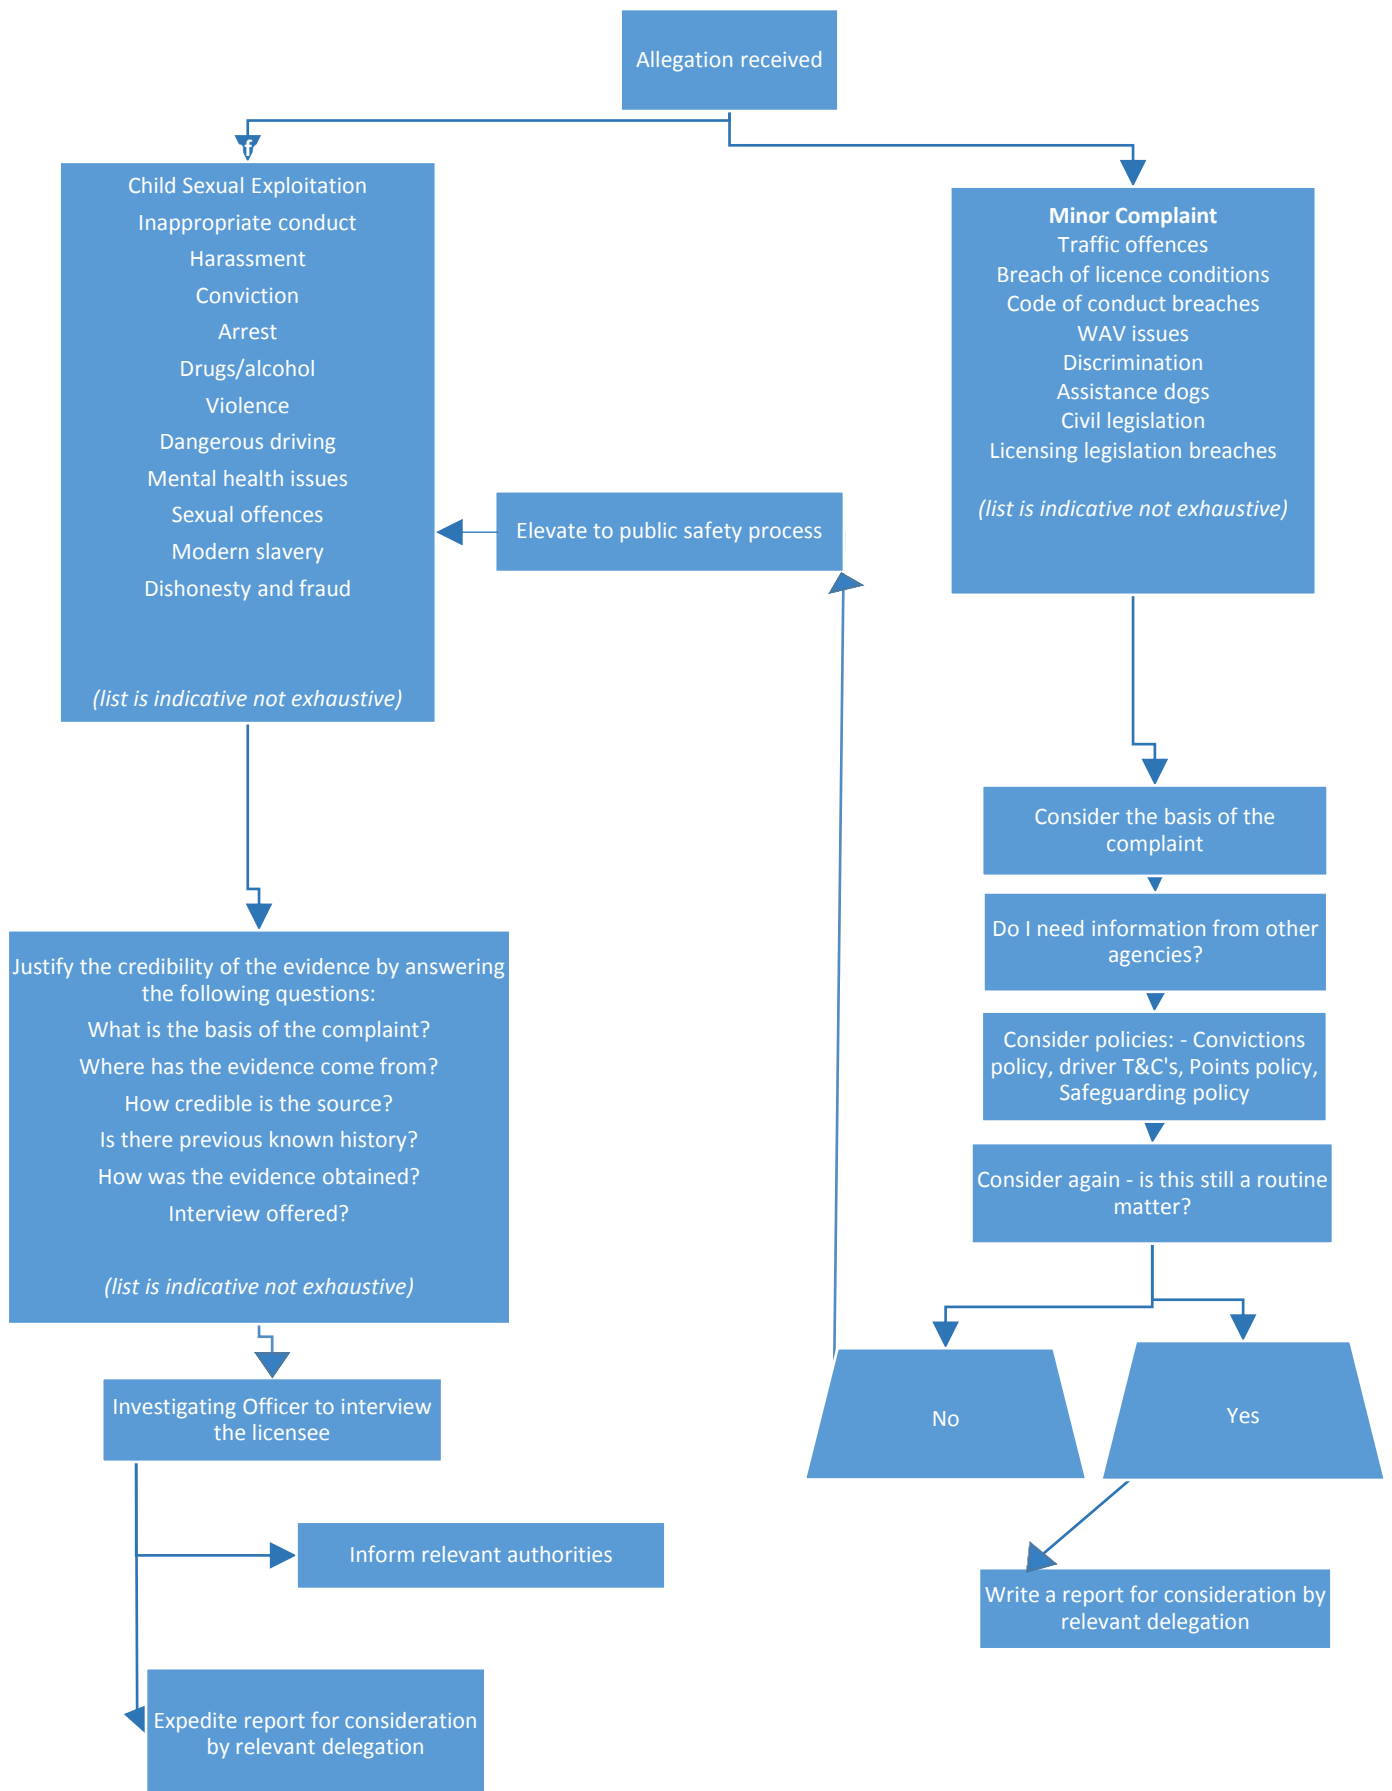 Allegation received
f
Child Sexual Exploitation
Inappropriate conduct
Harassment
Conviction
Arrest
Drugs/alcohol
Violence
Dangerous driving
Mental health issues
Sexual offences
Modern slavery
Dishonesty and fraud
(list is indicative not exhaustive)
Minor Complaint
Traffic offences
Breach of licence conditions
Code of conduct breaches
WAV issues
Discrimination
Assistance dogs
Civil legislation
Licensing legislation breaches
(list is indicative not exhaustive)
Elevate to public safety process
Consider the basis of the
complaint
Do I need information from other
agencies?
Consider policies: - Convictions
policy, driver T&C's, Points policy,
Safeguarding policy
Consider again - is this still a routine
matter?
No
Yes
Write a report for consideration by
relevant delegation
Justify the credibility of the evidence by answering
the following questions:
What is the basis of the complaint?
Where has the evidence come from?
How credible is the source?
Is there previous known history?
How was the evidence obtained?
Interview offered?
(list is indicative not exhaustive)
Investigating Officer to interview
the licensee
Inform relevant authorities
Expedite report for consideration
by relevant delegation